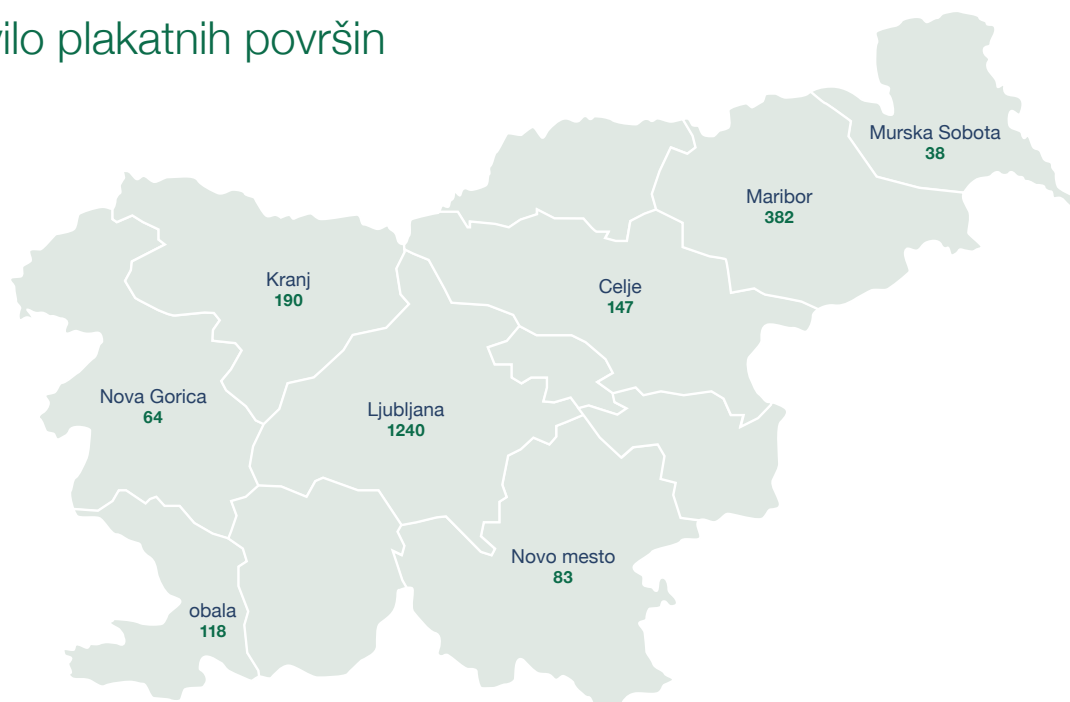 plakatnih površin
Murska Sobota
38
Maribor
382
Kranj
190
Celje
147
Nova Gorica
64
Ljubljana
1240
Novo mesto
83
obala
118